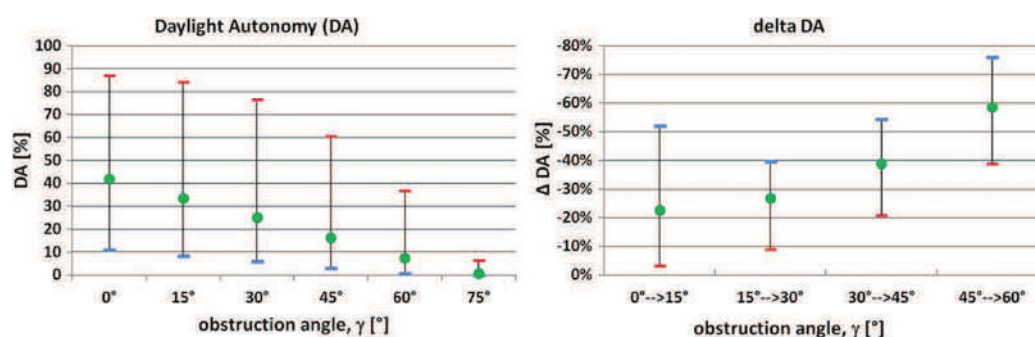 Daylight Autonomy (DA)
100
90
80
70
60
50
40
30
20
10
0
DA [%]
0° 15° 30° 45° 60° 75°
obstruction angle, γ [°]
delta DA
-80%
-70%
-60%
-50%
-40%
-30%
-20%
-10%
0%
Δ DA [%]
0°-->15° 15°-->30° 30°-->45° 45°-->60°
obstruction angle, γ [°]